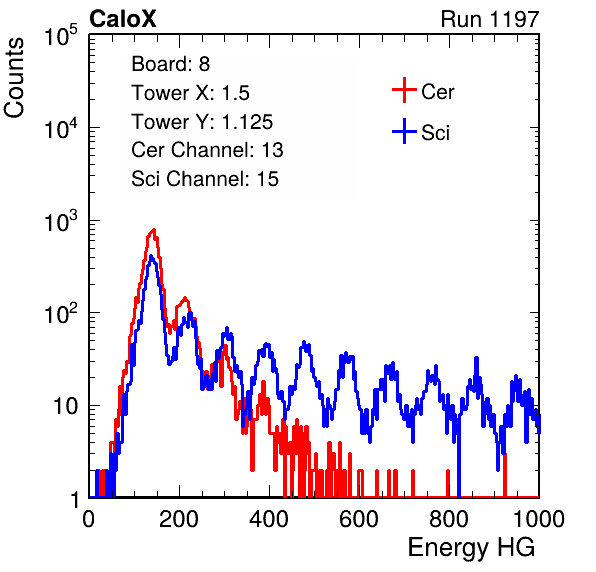 CaloX Run 1197
Board: 8
Tower X: 1.5
Tower Y: 1.125
Cer Channel: 13
Sci Channel: 15
Cer
Sci
Counts
10^5
10^4
10^3
10^2
10
1
0 200 400 600 800 1000
Energy HG